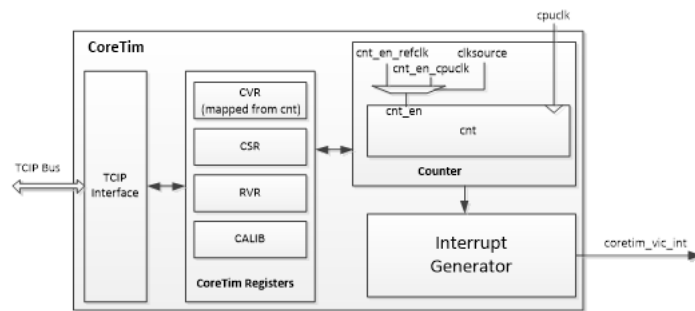 cpuclk
CoreTim
cnt_en_refclk clksource
cnt_en_cpuclk
CVR
(mapped from cnt)
cnt_en
cnt
CSR
TCIP Bus
TCIP
Interface
Counter
RVR
CALIB
Interrupt
Generator
coretim_vic_int
CoreTim Registers